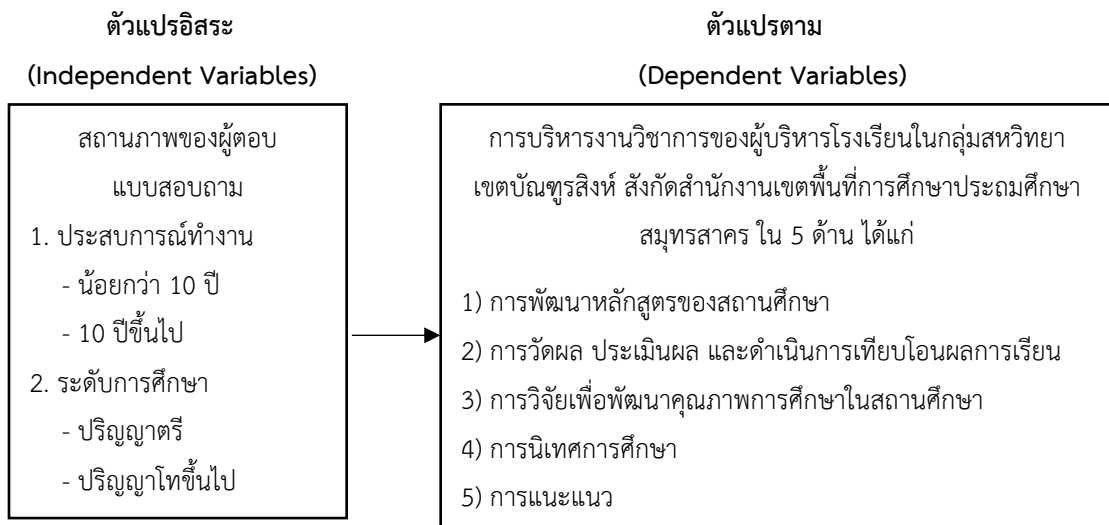 ตัวแปรอิสระ
(Independent Variables)
สถานภาพของผู้ตอบ
แบบสอบถาม
1. ประสบการณ์ทำงาน
- น้อยกว่า 10 ปี
- 10 ปีขึ้นไป
2. ระดับการศึกษา
- ปริญญาตรี
- ปริญญาโทขึ้นไป
ตัวแปรตาม
(Dependent Variables)
การบริหารงานวิชาการของผู้บริหารโรงเรียนในกลุ่มสหวิทยา
เขตบัณฑูรสิงห์ สังกัดสำนักงานเขตพื้นที่การศึกษาประถมศึกษา
สมุทรสาคร ใน 5 ด้าน ได้แก่
1) การพัฒนาหลักสูตรของสถานศึกษา
2) การวัดผล ประเมินผล และดำเนินการเทียบโอนผลการเรียน
3) การวิจัยเพื่อพัฒนาคุณภาพการศึกษาในสถานศึกษา
4) การนิเทศการศึกษา
5) การแนะแนว